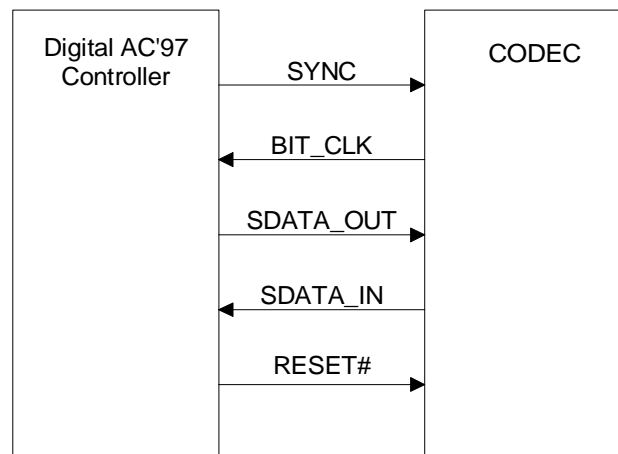 Digital AC'97
Controller
CODEC
SYNC
BIT_CLK
SDATA_OUT
SDATA_IN
RESET#